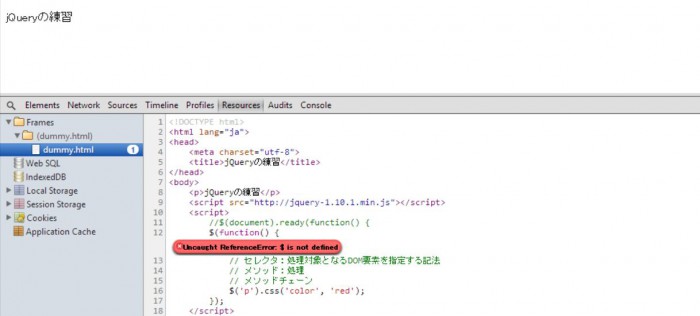 jQueryの練習
Elements Network Sources Timeline Profiles Resources Audits Console
Frames
(dummy.html)
dummy.html 1
Web SQL
IndexedDB
Local Storage
Session Storage
Cookies
Application Cache
1 <!DOCTYPE html>
2 <html lang="ja">
3 <head>
4 <meta charset="utf-8">
5 <title>jQueryの練習</title>
6 </head>
7 <body>
8 <p>jQueryの練習</p>
9 <script src="http://jquery-1.10.1.min.js"></script>
10 <script>
11 //$(document).ready(function() {
12 $(function() {
Uncaught ReferenceError: $ is not defined
13 // セレクタ：処理対象となるDOM要素を指定する記法
14 // メソッド：処理
15 // メソッドチェーン
16 $('p').css('color', 'red');
17 });
18 </script>